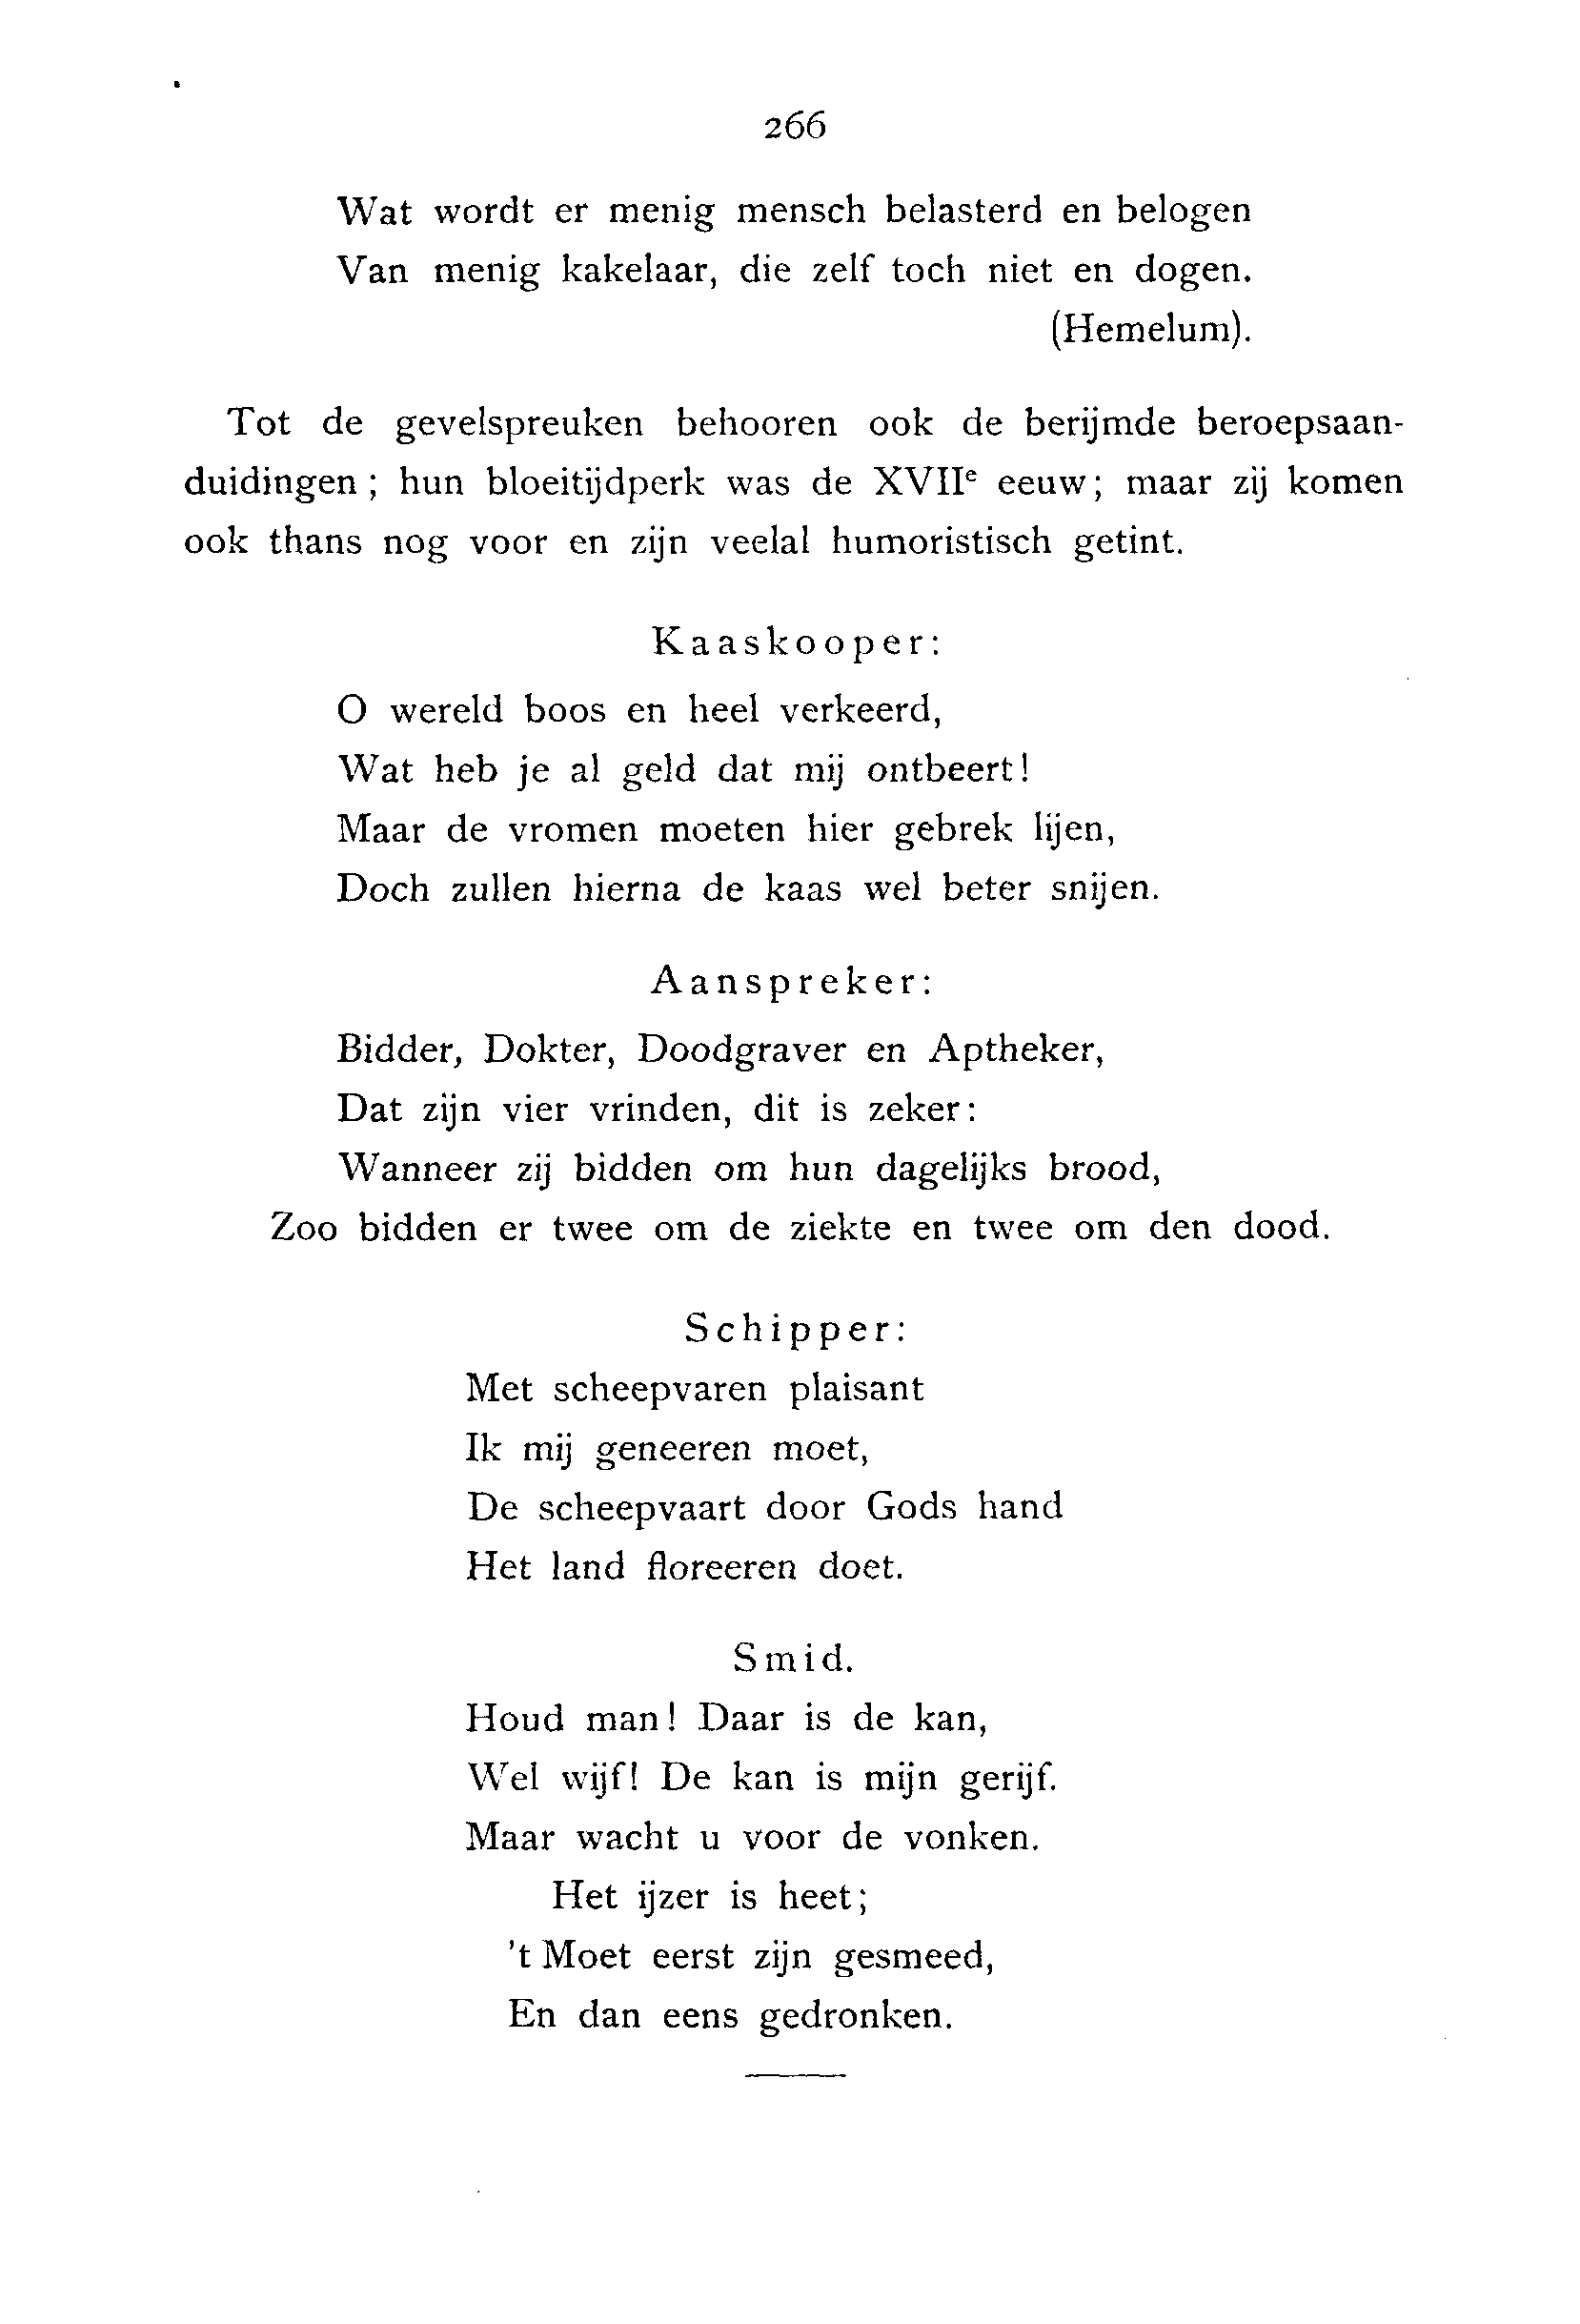 266
Wat wordt er menig mensch belasterd en belogen
Van menig kakelaar, die zelf toch niet en dogen.
(Hemelum).
Tot de gevelspreuken behooren ook de berijmde beroepsaan-
duidingen; hun bloeitijdperk was de XVIIᵉ eeuw; maar zij komen
ook thans nog voor en zijn veelal humoristisch getint.
Kaaskooper:
O wereld boos en heel verkeerd,
Wat heb je al geld dat mij ontbeert!
Maar de vromen moeten hier gebrek lijen,
Doch zullen hierna de kaas wel beter snijen.
Aanspreker:
Bidder, Dokter, Doodgraver en Aptheker,
Dat zijn vier vrinden, dit is zeker:
Wanneer zij bidden om hun dagelijks brood,
Zoo bidden er twee om de ziekte en twee om den dood.
Schipper:
Met scheepvaren plaisant
Ik mij geneeren moet,
De scheepvaart door Gods hand
Het land floreeren doet.
Smid.
Houd man! Daar is de kan,
Wel wijf! De kan is mijn gerijf.
Maar wacht u voor de vonken.
Het ijzer is heet;
't Moet eerst zijn gesmeed,
En dan eens gedronken.